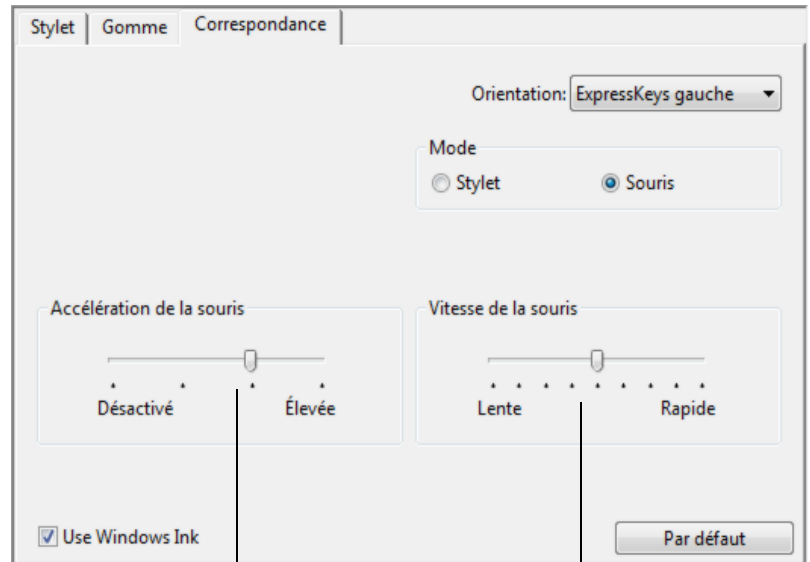 Stylet Gomme Correspondance
Orientation: ExpressKeys gauche
Mode
Stylet Souris
Accélération de la souris Vitesse de la souris
Désactivé Élevée Lente Rapide
Use Windows Ink Par défaut